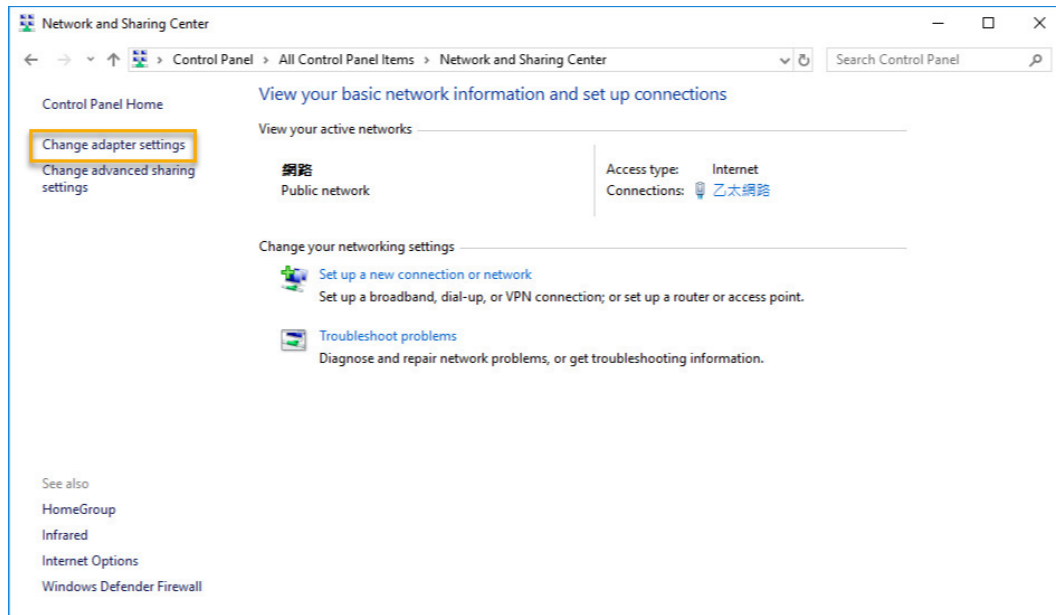 Network and Sharing Center
Control Panel > All Control Panel Items > Network and Sharing Center
Search Control Panel
Control Panel Home
Change adapter settings
Change advanced sharing
settings
View your basic network information and set up connections
View your active networks
網路
Public network
Access type: Internet
Connections: 乙太網路
Change your networking settings
Set up a new connection or network
Set up a broadband, dial-up, or VPN connection; or set up a router or access point.
Troubleshoot problems
Diagnose and repair network problems, or get troubleshooting information.
See also
HomeGroup
Infrared
Internet Options
Windows Defender Firewall